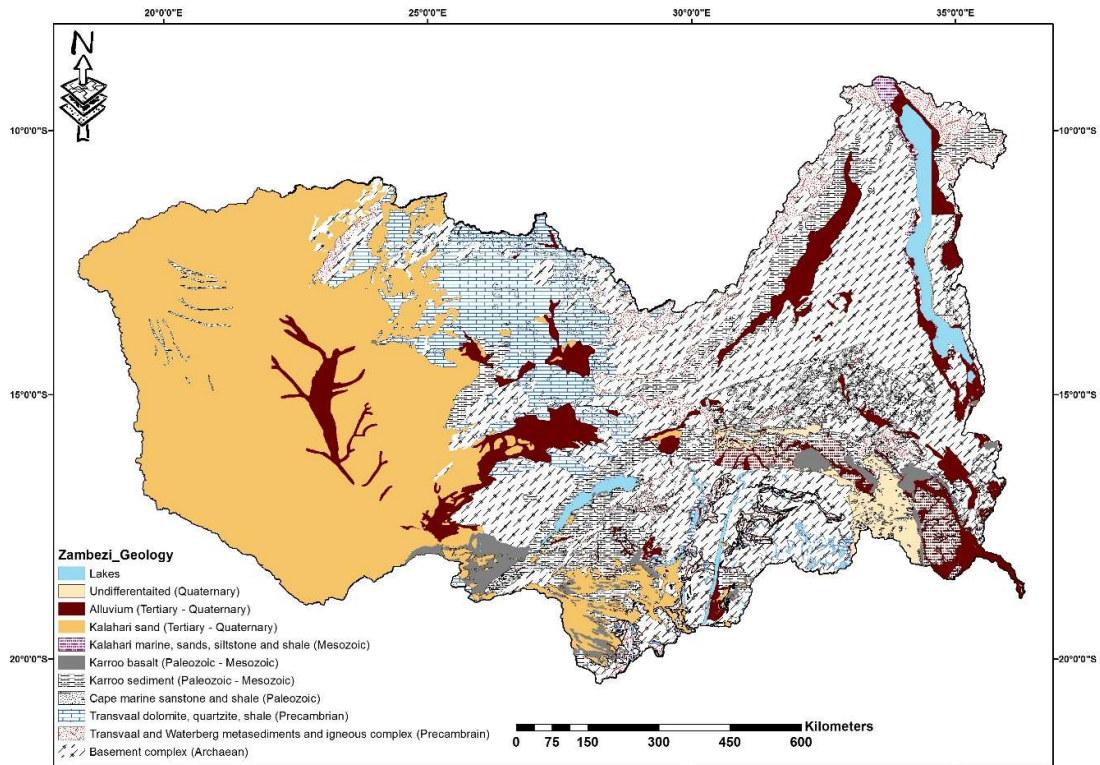 20°0'0"E 25°0'0"E 30°0'0"E 35°0'0"E
N
10°0'0"S 10°0'0"S
15°0'0"S 15°0'0"S
20°0'0"S 20°0'0"S
Zambezi_Geology
Lakes
Undifferentaited (Quaternary)
Alluvium (Tertiary - Quaternary)
Kalahari sand (Tertiary - Quaternary)
Kalahari marine, sands, siltstone and shale (Mesozoic)
Karroo basalt (Paleozoic - Mesozoic)
Karroo sediment (Paleozoic - Mesozoic)
Cape marine sanstone and shale (Paleozoic)
Transvaal dolomite, quartzite, shale (Precambrian)
Transvaal and Waterberg metasediments and igneous complex (Precambrain)
Basement complex (Archaean)
Kilometers
0 75 150 300 450 600